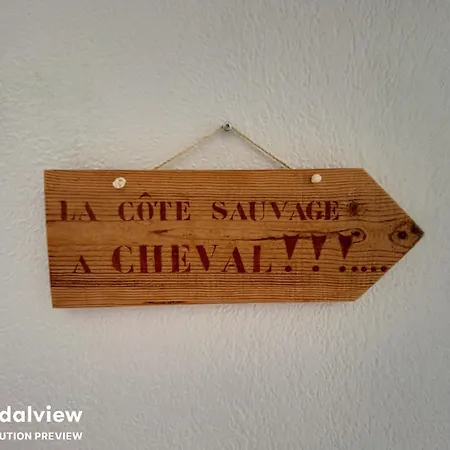 LA CÔTE SAUVAGE
A CHEVAL!!!.....
dalview
UTION PREVIEW